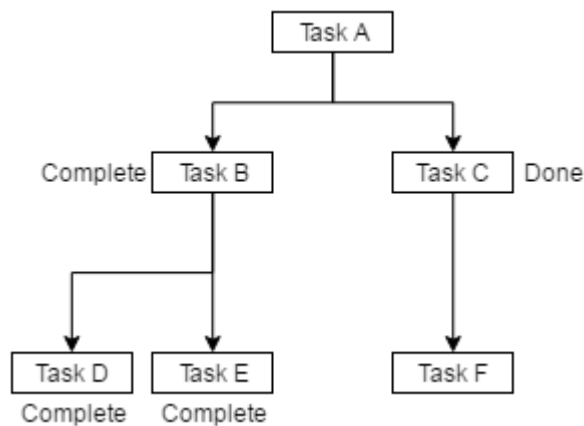 Task A
Complete Task B Task C Done
Task D Task E Task F
Complete Complete